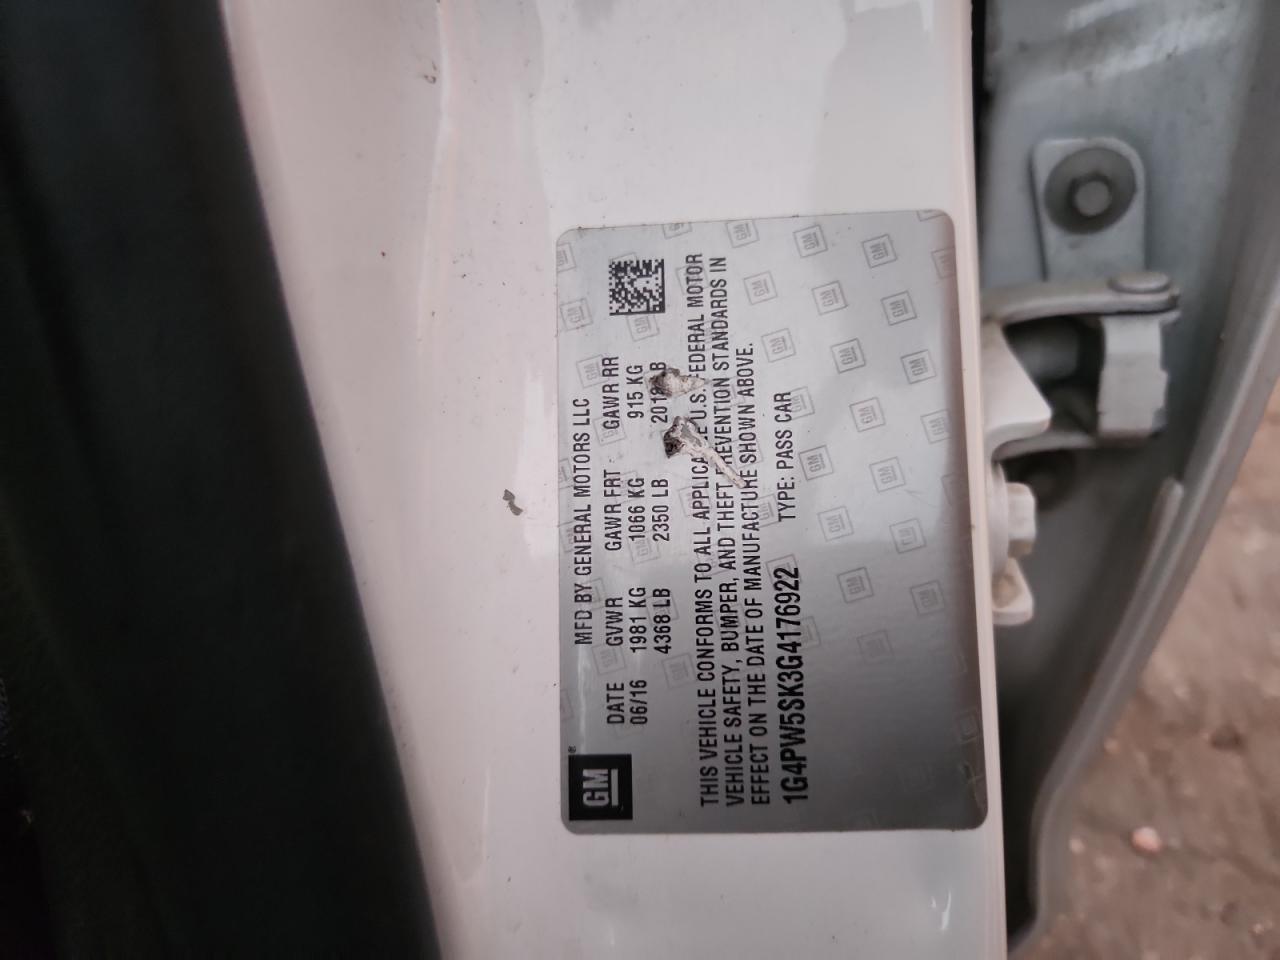 GM
MFD BY GENERAL MOTORS LLC
DATE GVWR GAWR FRT GAWR RR
06/16 1981 KG 1066 KG 915 KG
4368 LB 2350 LB
THIS VEHICLE CONFORMS TO ALL U.S. FEDERAL MOTOR
VEHICLE SAFETY, BUMPER, AND THEFT PREVENTION STANDARDS IN
EFFECT ON THE DATE OF MANUFACTURE SHOWN ABOVE.
1G4PW5SK3G4176922 TYPE: PASS CAR